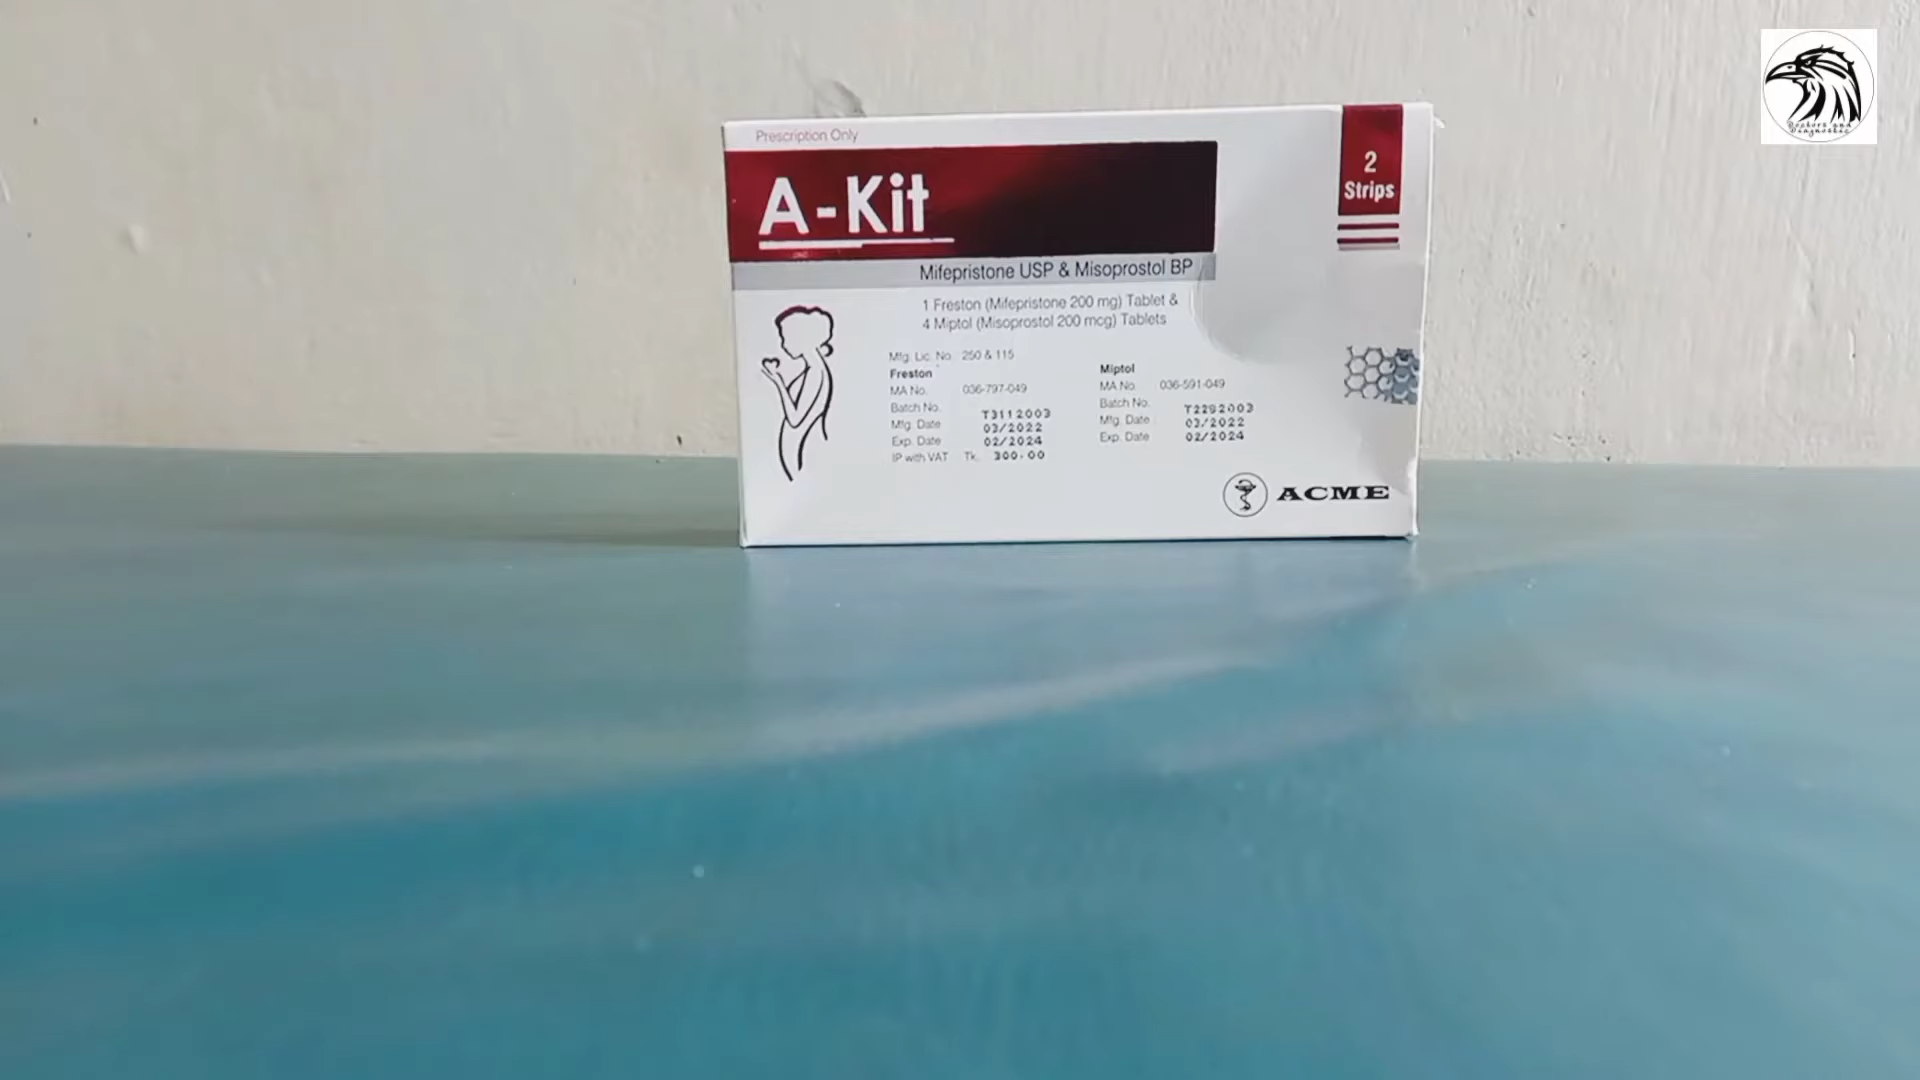 Prescription Only
A-Kit
2
Strips
Mifepristone USP & Misoprostol BP
1 Freston (Mifepristone 200 mg) Tablet &
4 Miptol (Misoprostol 200 mcg) Tablets
Mfg. Lic. No. 250 & 115
Freston
MA No. 036-797-049
Batch No. T3112003
Mfg. Date 03/2022
Exp. Date 02/2024
IP with VAT Tk. 300.00
Miptol
MA No. 036-591-049
Batch No. T2292003
Mfg. Date 03/2022
Exp. Date 02/2024
ACME
Doctors and
Diagnostic